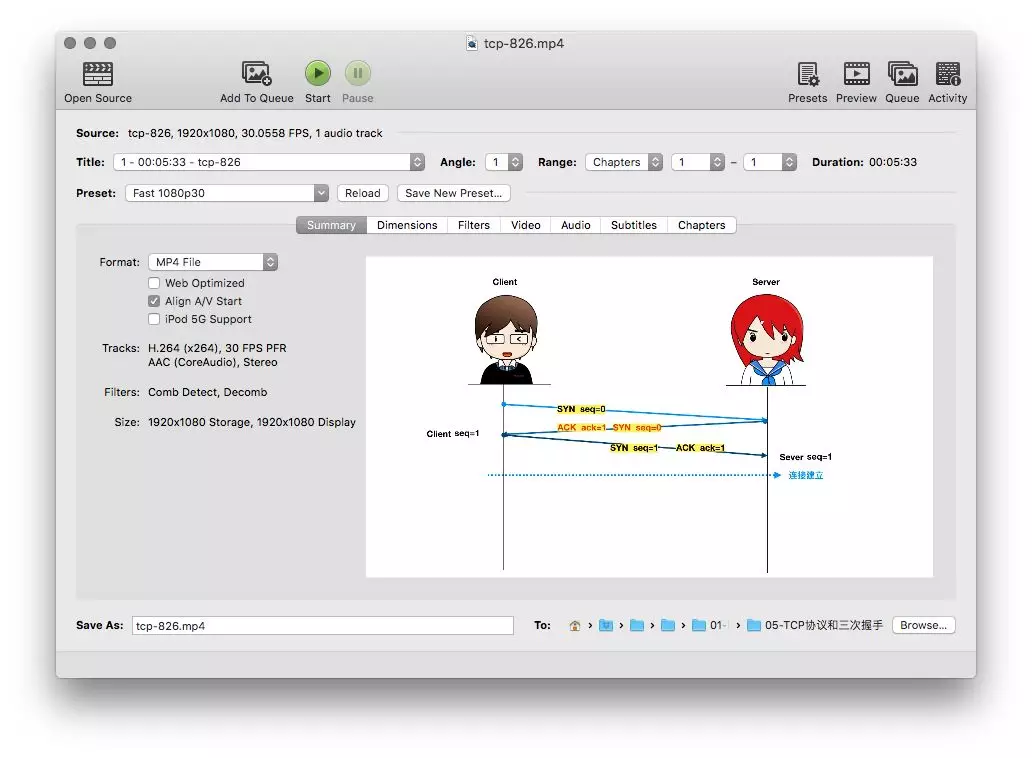 tcp-826.mp4
Open Source Add To Queue Start Pause Presets Preview Queue Activity
Source: tcp-826, 1920x1080, 30.0558 FPS, 1 audio track
Title: 1 - 00:05:33 - tcp-826 Angle: 1 Range: Chapters 1 – 1 Duration: 00:05:33
Preset: Fast 1080p30 Reload Save New Preset...
Summary Dimensions Filters Video Audio Subtitles Chapters
Format: MP4 File
Web Optimized
Align A/V Start
iPod 5G Support
Tracks: H.264 (x264), 30 FPS PFR
AAC (CoreAudio), Stereo
Filters: Comb Detect, Decomb
Size: 1920x1080 Storage, 1920x1080 Display
Client Server
SYN seq=0
ACK ack=1 SYN seq=0
Client seq=1
SYN seq=1 ACK ack=1
Sever seq=1
连接建立
Save As: tcp-826.mp4 To: › › › › 01- › 05-TCP协议和三次握手 Browse...